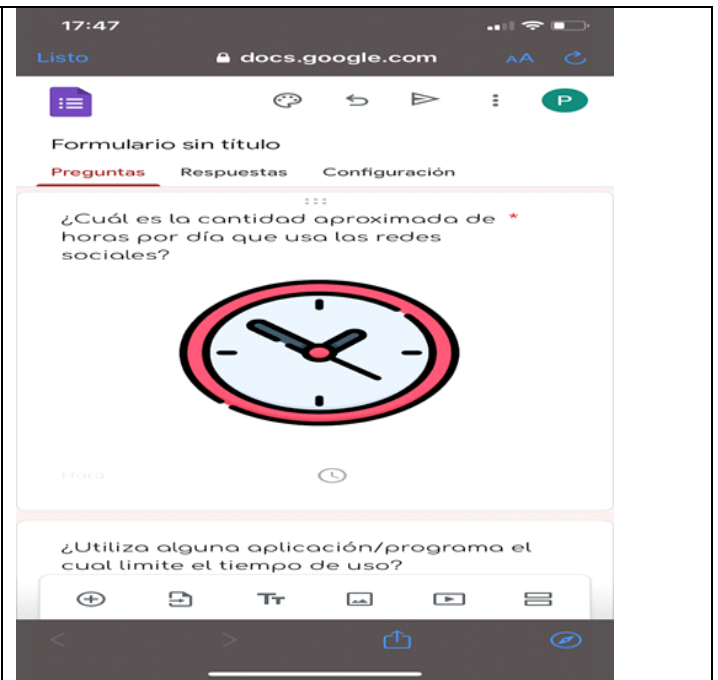 17:47
Listo docs.google.com AA
P
Formulario sin título
Preguntas Respuestas Configuración
¿Cuál es la cantidad aproximada de *
horas por día que usa las redes
sociales?
Hora
¿Utiliza alguna aplicación/programa el
cual limite el tiempo de uso?
Tт